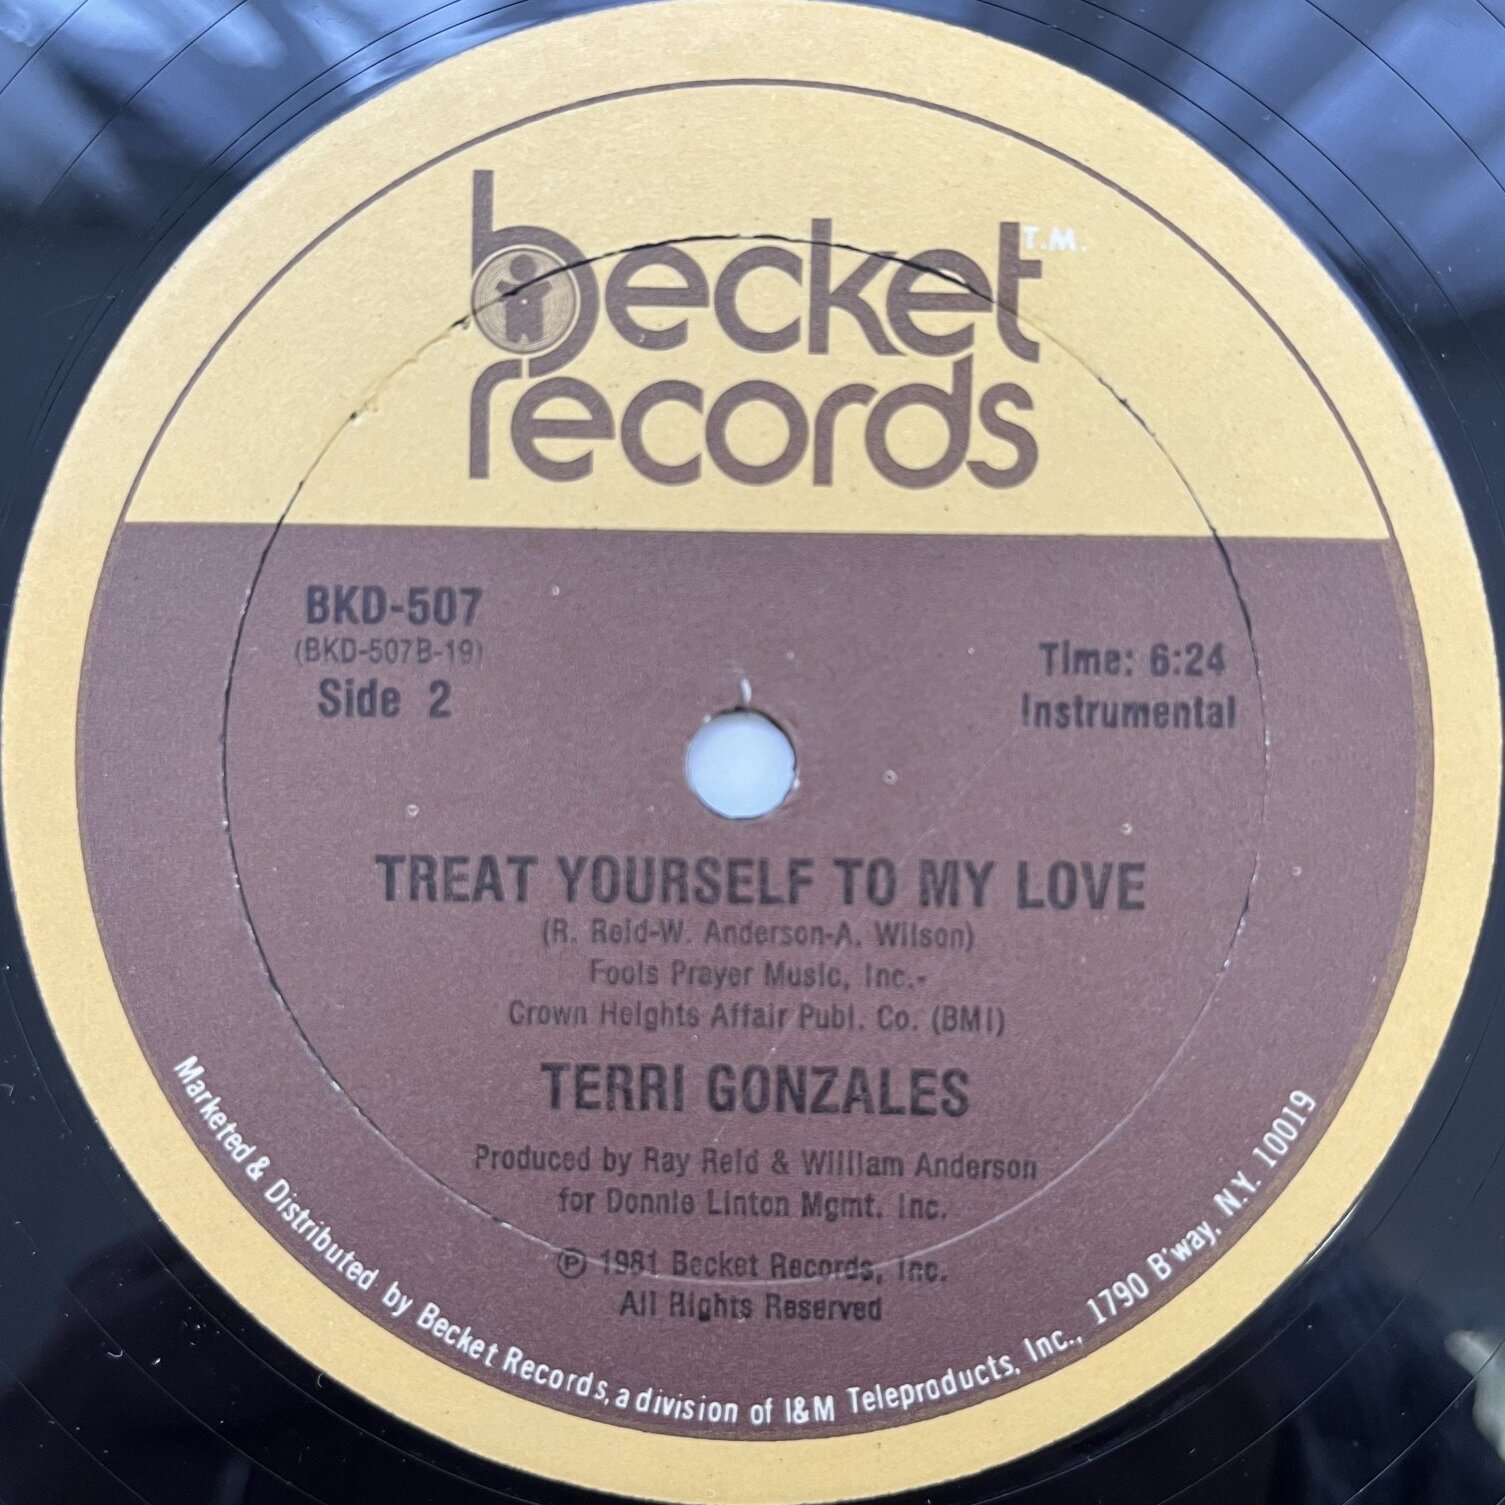 becket T.M.
records
BKD-507
(BKD-507B-19)
Side 2
Time: 6:24
Instrumental
TREAT YOURSELF TO MY LOVE
(R. Reid-W. Anderson-A. Wilson)
Fools Prayer Music, Inc.-
Crown Heights Affair Publ. Co. (BMI)
TERRI GONZALES
Produced by Ray Reid & William Anderson
for Donnie Linton Mgmt. Inc.
℗ 1981 Becket Records, Inc.
All Rights Reserved
Marketed & Distributed by Becket Records, a division of I&M Teleproducts, Inc., 1790 B'way, N.Y. 10019